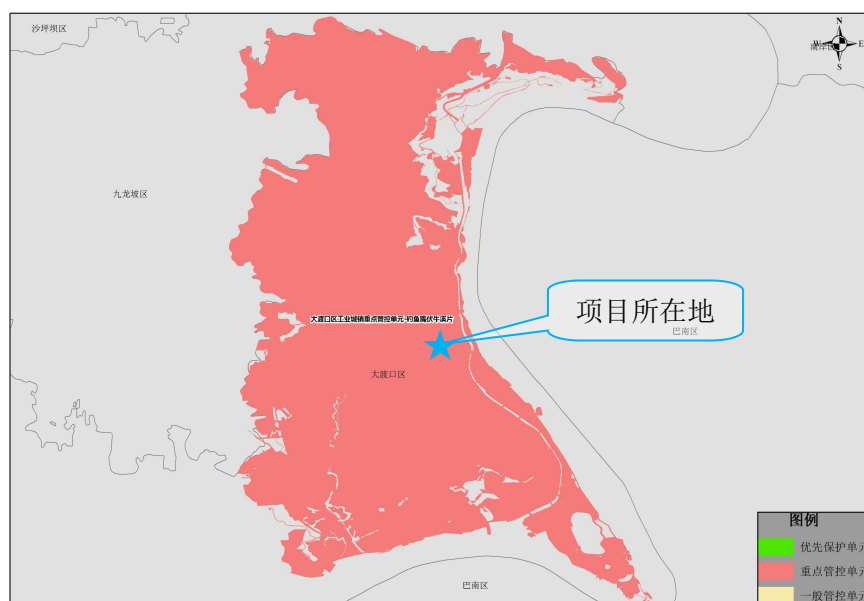 沙坪坝区
N
W
E
S
九龙坡区
大渡口区工业城镇重点管控单元-钓鱼嘴伏牛溪片
项目所在地
巴南区
大渡口区
图例
优先保护单元
重点管控单元
一般管控单元
巴南区